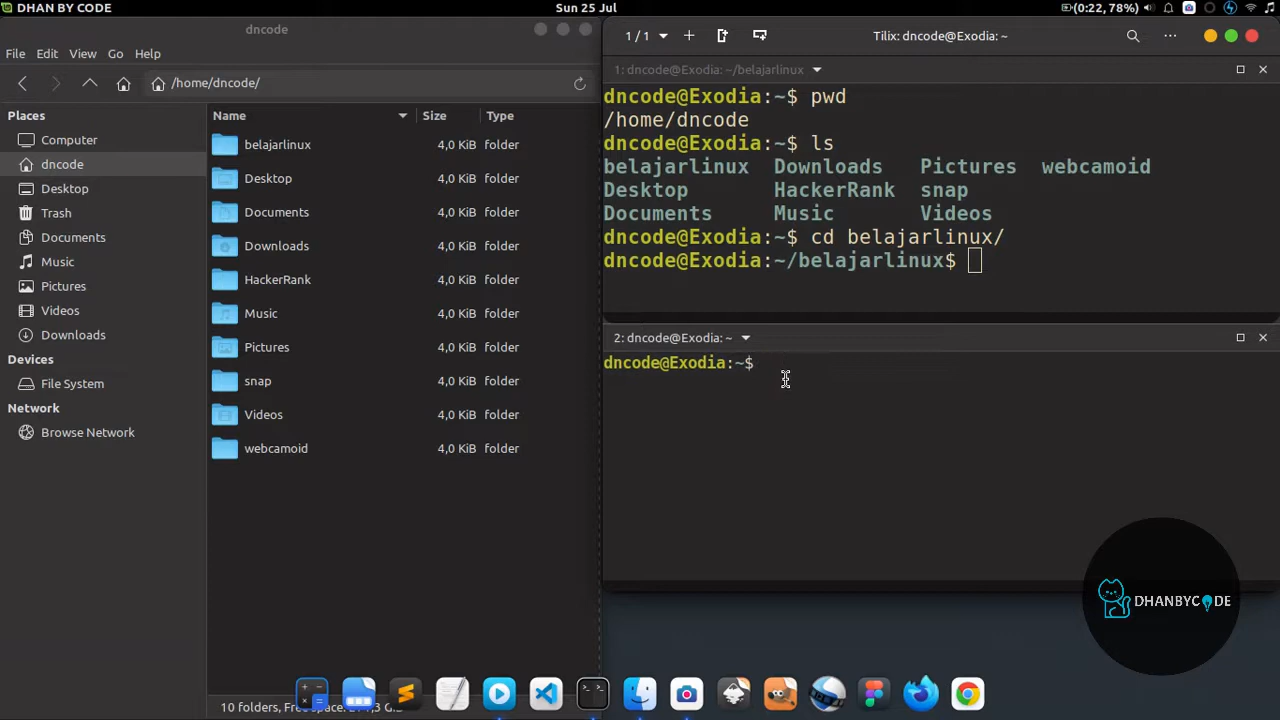 DHAN BY CODE
Sun 25 Jul
(0:22, 78%)
dncode
File Edit View Go Help
/home/dncode/
Places
Computer
dncode
Desktop
Trash
Documents
Music
Pictures
Videos
Downloads
Devices
File System
Network
Browse Network
Name Size Type
belajarlinux 4,0 KiB folder
Desktop 4,0 KiB folder
Documents 4,0 KiB folder
Downloads 4,0 KiB folder
HackerRank 4,0 KiB folder
Music 4,0 KiB folder
Pictures 4,0 KiB folder
snap 4,0 KiB folder
Videos 4,0 KiB folder
webcamoid 4,0 KiB folder
10 folders, Free space:
1 / 1
Tilix: dncode@Exodia: ~
1: dncode@Exodia: ~/belajarlinux
dncode@Exodia:~$ pwd
/home/dncode
dncode@Exodia:~$ ls
belajarlinux Downloads Pictures webcamoid
Desktop HackerRank snap
Documents Music Videos
dncode@Exodia:~$ cd belajarlinux/
dncode@Exodia:~/belajarlinux$
2: dncode@Exodia: ~
dncode@Exodia:~$
DHANBYCODE